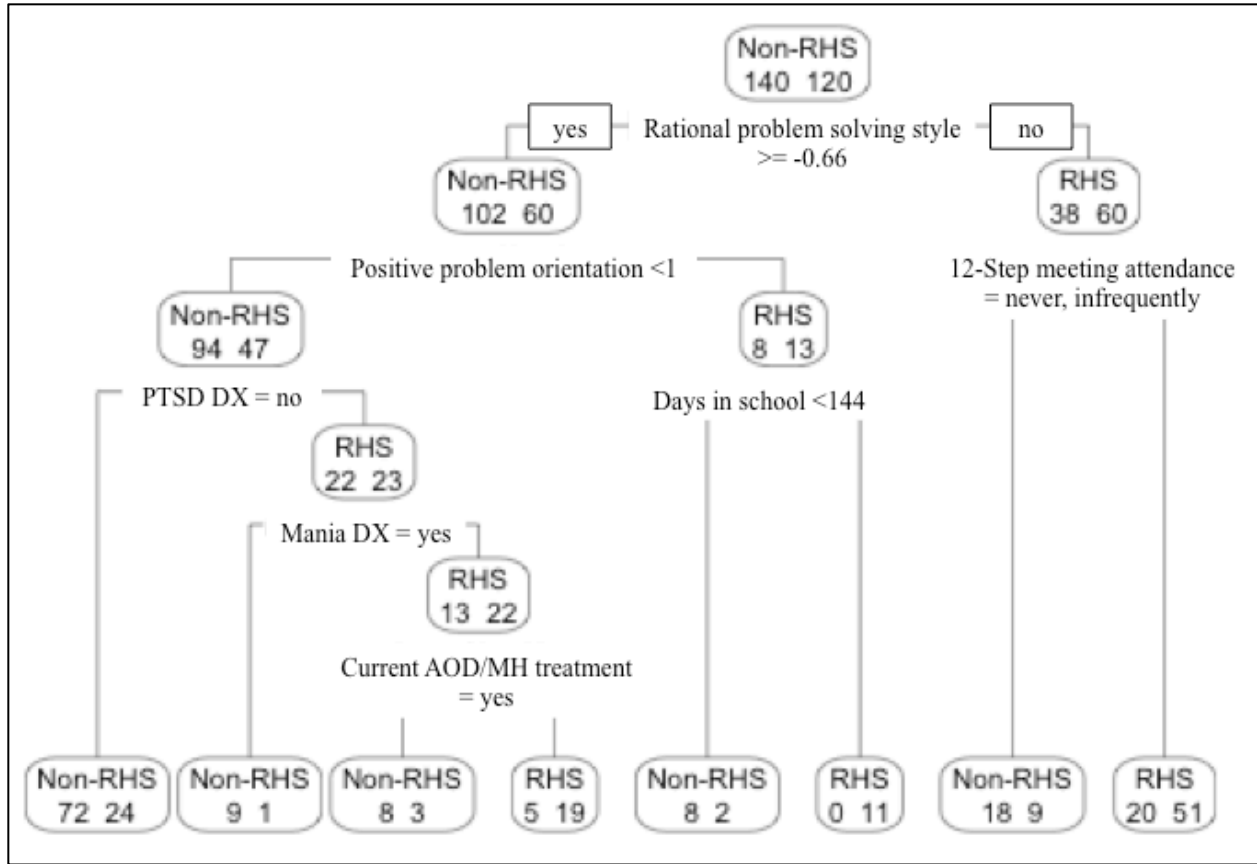 Non-RHS
140 120
yes
Rational problem solving style
>= -0.66
no
Non-RHS
102 60
RHS
38 60
Positive problem orientation <1
12-Step meeting attendance
= never, infrequently
Non-RHS
94 47
RHS
8 13
PTSD DX = no
Days in school <144
RHS
22 23
Mania DX = yes
RHS
13 22
Current AOD/MH treatment
= yes
Non-RHS
72 24
Non-RHS
9 1
Non-RHS
8 3
RHS
5 19
Non-RHS
8 2
RHS
0 11
Non-RHS
18 9
RHS
20 51